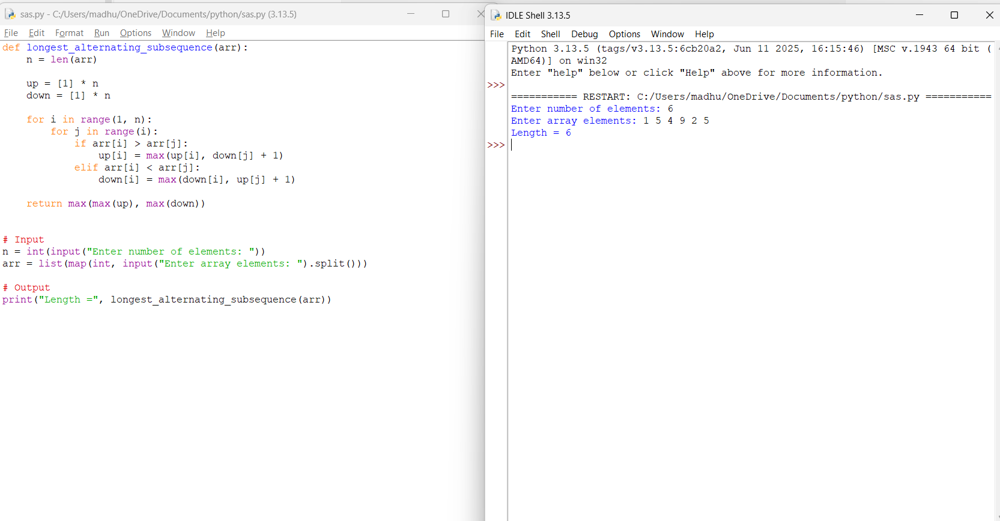 sas.py - C:/Users/madhu/OneDrive/Documents/python/sas.py (3.13.5)
File Edit Format Run Options Window Help
def longest_alternating_subsequence(arr):
    n = len(arr)

    up = [1] * n
    down = [1] * n

    for i in range(1, n):
        for j in range(i):
            if arr[i] > arr[j]:
                up[i] = max(up[i], down[j] + 1)
            elif arr[i] < arr[j]:
                down[i] = max(down[i], up[j] + 1)

    return max(max(up), max(down))


# Input
n = int(input("Enter number of elements: "))
arr = list(map(int, input("Enter array elements: ").split()))

# Output
print("Length =", longest_alternating_subsequence(arr))
IDLE Shell 3.13.5
File Edit Shell Debug Options Window Help
Python 3.13.5 (tags/v3.13.5:6cb20a2, Jun 11 2025, 16:15:46) [MSC v.1943 64 bit (
AMD64)] on win32
Enter "help" below or click "Help" above for more information.
>>>
=========== RESTART: C:/Users/madhu/OneDrive/Documents/python/sas.py ===========
Enter number of elements: 6
Enter array elements: 1 5 4 9 2 5
Length = 6
>>>